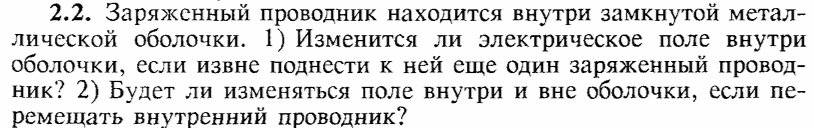 2.2. Заряженный проводник находится внутри замкнутой метал-
лической оболочки. 1) Изменится ли электрическое поле внутри
оболочки, если извне поднести к ней еще один заряженный провод-
ник? 2) Будет ли изменяться поле внутри и вне оболочки, если пе-
ремещать внутренний проводник?